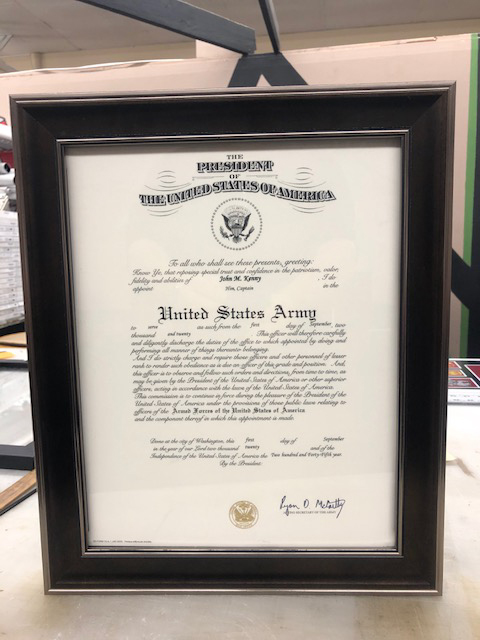 THE
PRESIDENT
OF
THE UNITED STATES OF AMERICA
To all who shall see these presents, greeting:
Know Ye, that reposing special trust and confidence in the patriotism, valor,
fidelity and abilities of John M. Kenny , I do
appoint Him, Captain in the
United States Army
to serve as such from the first day of September, two
thousand and twenty This officer will therefore carefully
and diligently discharge the duties of the office to which appointed by doing and
performing all manner of things thereunto belonging.
And I do strictly charge and require those officers and other personnel of lesser
rank to render such obedience as is due an officer of this grade and position. And,
this officer is to observe and follow such orders and directions, from time to time, as
may be given by the President of the United States of America or other superior
officers, acting in accordance with the laws of the United States of America.
This commission is to continue in force during the pleasure of the President of the
United States of America under the provisions of those public laws relating to
officers of the Armed Forces of the United States of America
and the component thereof in which this appointment is made.
Done at the city of Washington, this first day of September
in the year of our Lord two thousand twenty and of the
Independence of the United States of America the Two hundred and Forty-Fifth year.
By the President:
Ryan D. McCarthy
SECRETARY OF THE ARMY